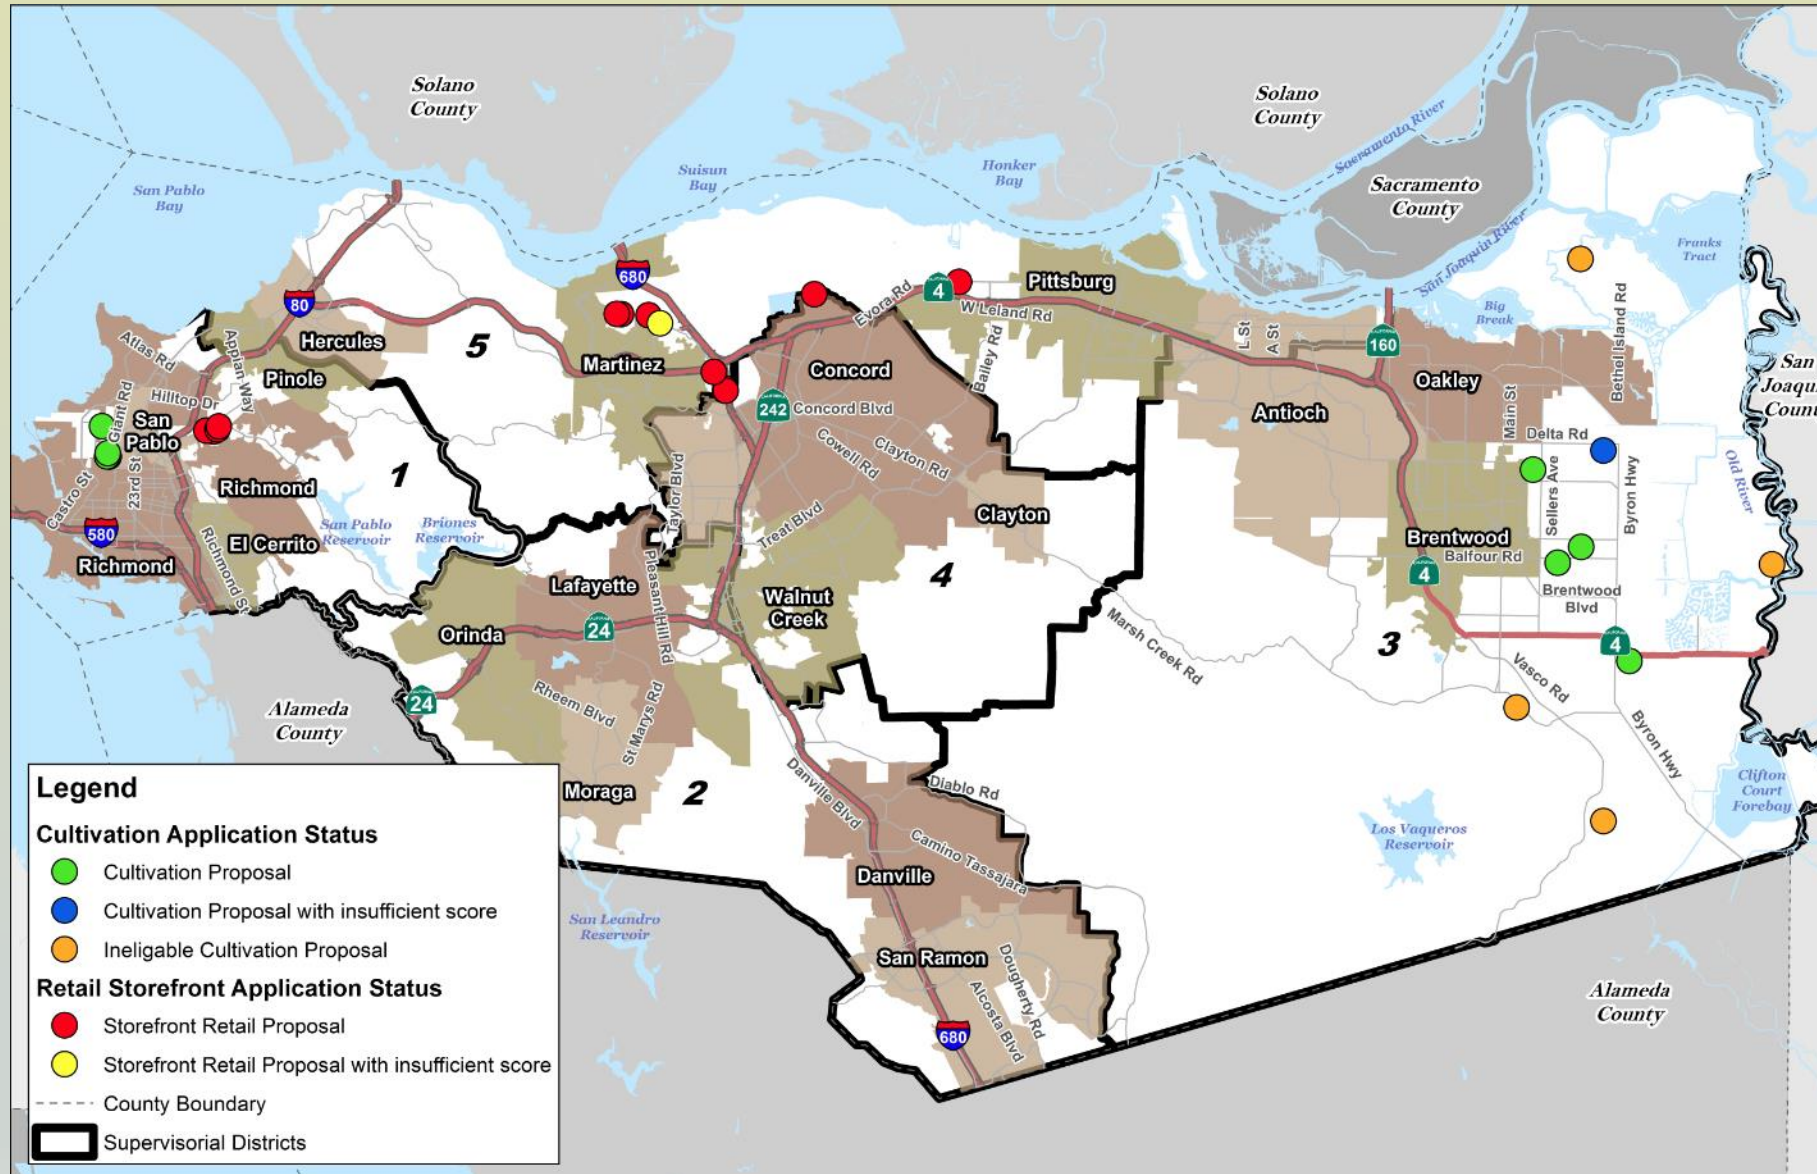 Solano
County
Solano
County
San Pablo
Bay
Suisun
Bay
Honker
Bay
Sacramento River
Sacramento
County
San Joaquin River
Franks
Tract
680
80
4
Pittsburg
Evora Rd
W Leland Rd
Big
Break
Bethel Island Rd
Atlas Rd
Appian Way
Hercules
5
Martinez
Concord
Bailey Rd
L St
A St
160
Oakley
San
Joaqui
Count
Pinole
Giant Rd
Hilltop Dr
San
Pablo
242
Concord Blvd
Antioch
Main St
Delta Rd
Castro St
23rd St
Richmond
1
Taylor Blvd
Cowell Rd
Clayton Rd
Sellers Ave
Byron Hwy
Old River
580
El Cerrito
San Pablo
Reservoir
Briones
Reservoir
Treat Blvd
Clayton
Brentwood
Balfour Rd
Richmond
Richmond St
Lafayette
Pleasant Hill Rd
Walnut
Creek
4
4
Brentwood
Blvd
Orinda
24
Marsh Creek Rd
3
4
Vasco Rd
24
Rheem Blvd
St Marys Rd
Alameda
County
Byron Hwy
Moraga
2
Danville Blvd
Diablo Rd
Clifton
Court
Forebay
Camino Tassajara
Los Vaqueros
Reservoir
Danville
San Leandro
Reservoir
San Ramon
Dougherty Rd
Alcosta Blvd
680
Alameda
County
Legend
Cultivation Application Status
Cultivation Proposal
Cultivation Proposal with insufficient score
Ineligable Cultivation Proposal
Retail Storefront Application Status
Storefront Retail Proposal
Storefront Retail Proposal with insufficient score
County Boundary
Supervisorial Districts